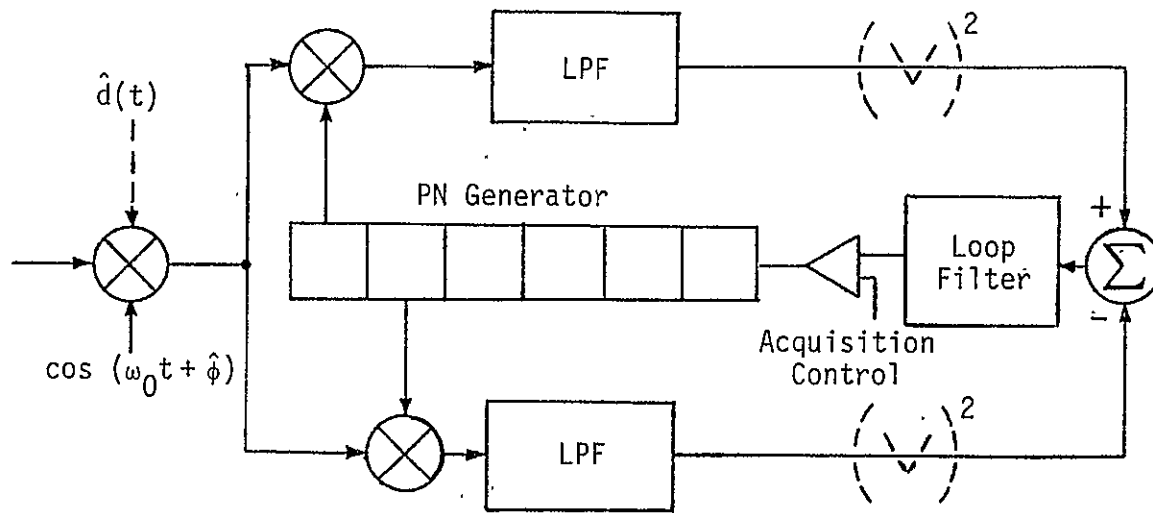 d̂(t)
LPF
2
PN Generator
+
Loop
Filter
Σ
r
cos (ω₀t + φ̂)
Acquisition
Control
LPF
2